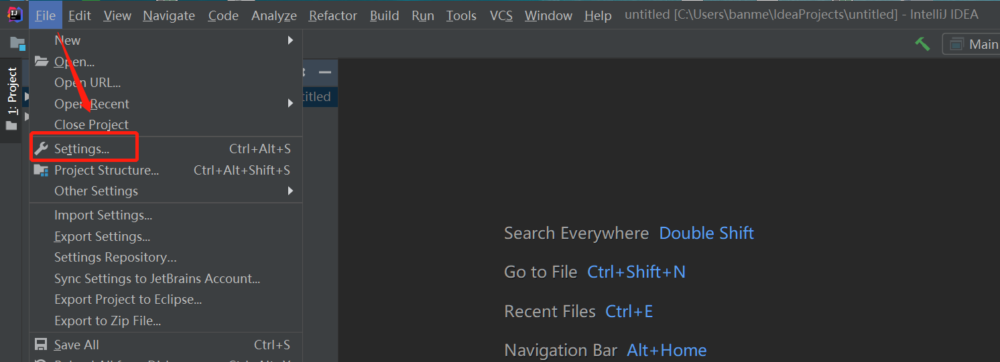 File Edit View Navigate Code Analyze Refactor Build Run Tools VCS Window Help untitled [C:\Users\banme\IdeaProjects\untitled] - IntelliJ IDEA
Main
1: Project
New
Open...
Open URL...
Open Recent
Close Project
Settings... Ctrl+Alt+S
Project Structure... Ctrl+Alt+Shift+S
Other Settings
Import Settings...
Export Settings...
Settings Repository...
Sync Settings to JetBrains Account...
Export Project to Eclipse...
Export to Zip File...
Save All Ctrl+S
Search Everywhere Double Shift
Go to File Ctrl+Shift+N
Recent Files Ctrl+E
Navigation Bar Alt+Home